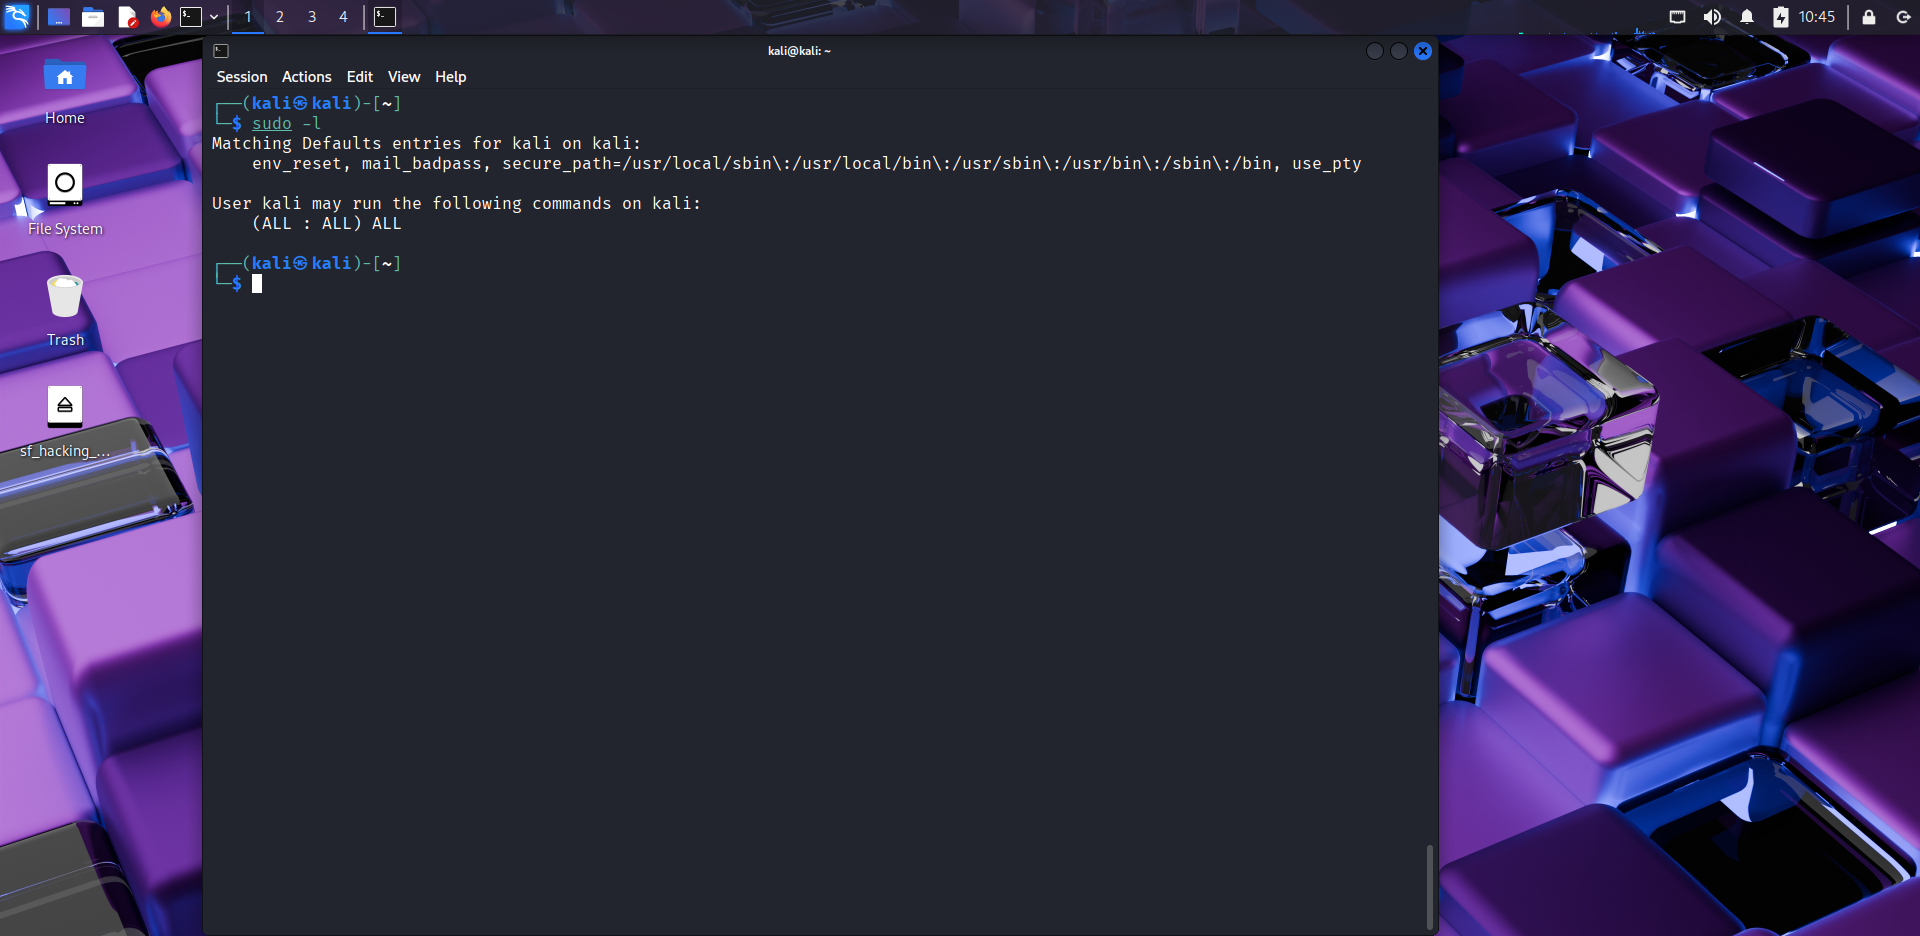 1 2 3 4
10:45
kali@kali: ~
Session Actions Edit View Help
┌──(kali㉿kali)-[~]
└─$ sudo -l
Matching Defaults entries for kali on kali:
    env_reset, mail_badpass, secure_path=/usr/local/sbin\:/usr/local/bin\:/usr/sbin\:/usr/bin\:/sbin\:/bin, use_pty
User kali may run the following commands on kali:
    (ALL : ALL) ALL
┌──(kali㉿kali)-[~]
└─$
Home
File System
Trash
sf_hacking_...